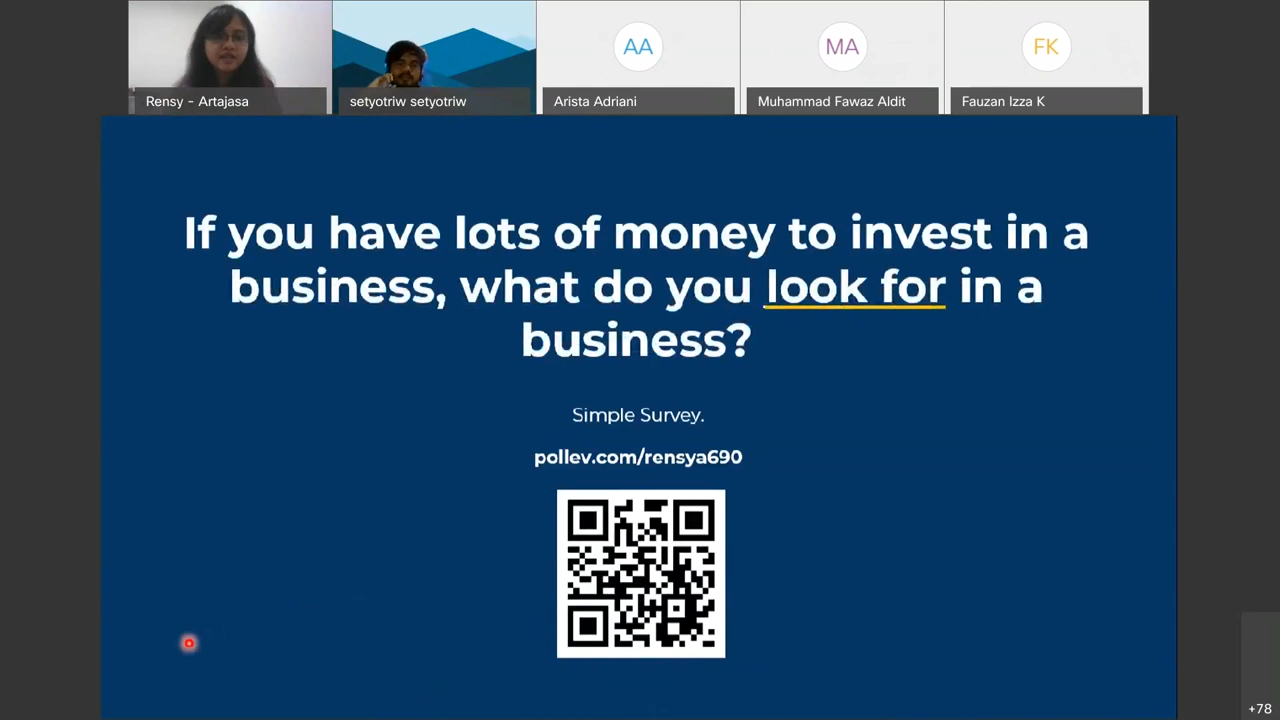 AA
MA
FK
Rensy - Artajasa
setyotriw setyotriw
Arista Adriani
Muhammad Fawaz Aldit
Fauzan Izza K
If you have lots of money to invest in a
business, what do you look for in a
business?
Simple Survey.
pollev.com/rensya690
+78